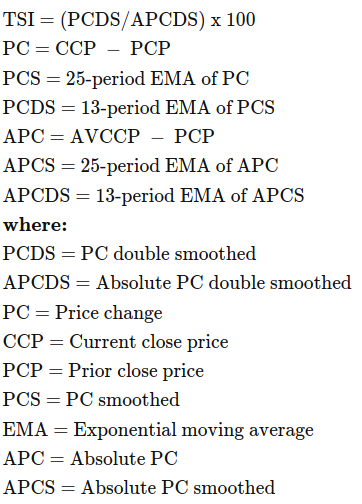 TSI = (PCDS/APCDS) x 100
PC = CCP − PCP
PCS = 25-period EMA of PC
PCDS = 13-period EMA of PCS
APC = AVCCP − PCP
APCS = 25-period EMA of APC
APCDS = 13-period EMA of APCS
where:
PCDS = PC double smoothed
APCDS = Absolute PC double smoothed
PC = Price change
CCP = Current close price
PCP = Prior close price
PCS = PC smoothed
EMA = Exponential moving average
APC = Absolute PC
APCS = Absolute PC smoothed